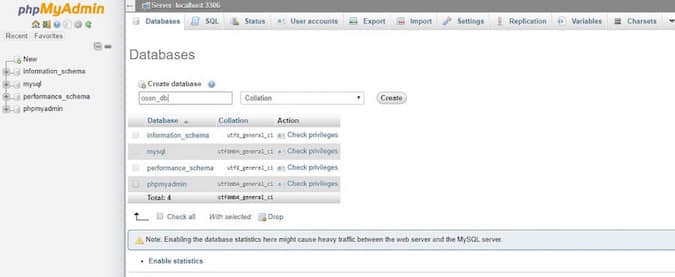 phpMyAdmin
Recent Favorites
New
information_schema
mysql
performance_schema
phpmyadmin
Server: localhost:3306
Databases SQL Status User accounts Export Import Settings Replication Variables Charsets
Databases
Create database
ossn_db
Collation
Create
Database Collation Action
information_schema utf8_general_ci Check privileges
mysql utf8mb4_general_ci Check privileges
performance_schema utf8_general_ci Check privileges
phpmyadmin utf8mb4_general_ci Check privileges
Total: 4 utf8mb4_general_ci
Check all With selected: Drop
Note: Enabling the database statistics here might cause heavy traffic between the web server and the MySQL server.
Enable statistics